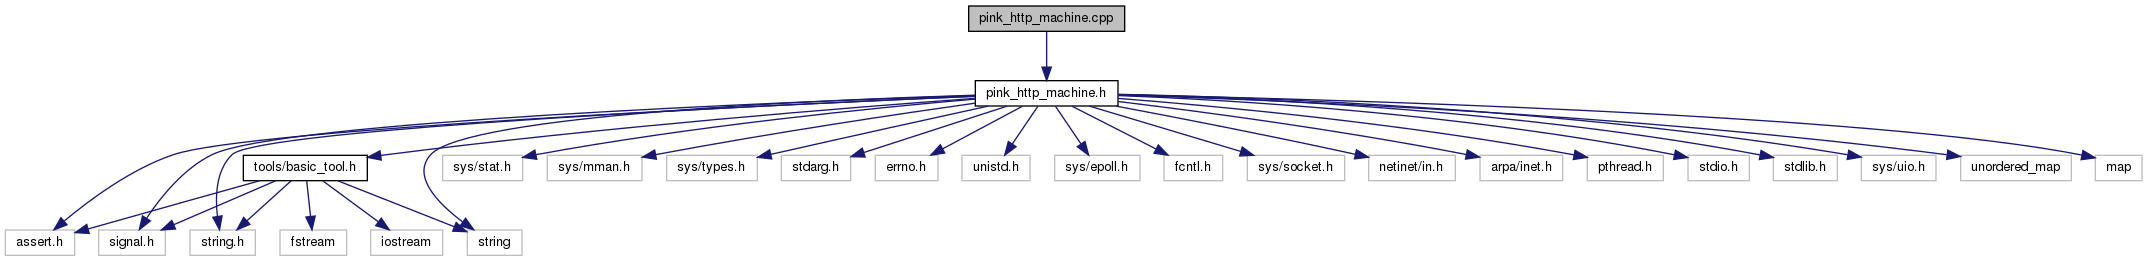 pink_http_machine.cpp
pink_http_machine.h
tools/basic_tool.h
sys/stat.h
sys/mman.h
sys/types.h
stdarg.h
errno.h
unistd.h
sys/epoll.h
fcntl.h
sys/socket.h
netinet/in.h
arpa/inet.h
pthread.h
stdio.h
stdlib.h
sys/uio.h
unordered_map
map
assert.h
signal.h
string.h
fstream
iostream
string